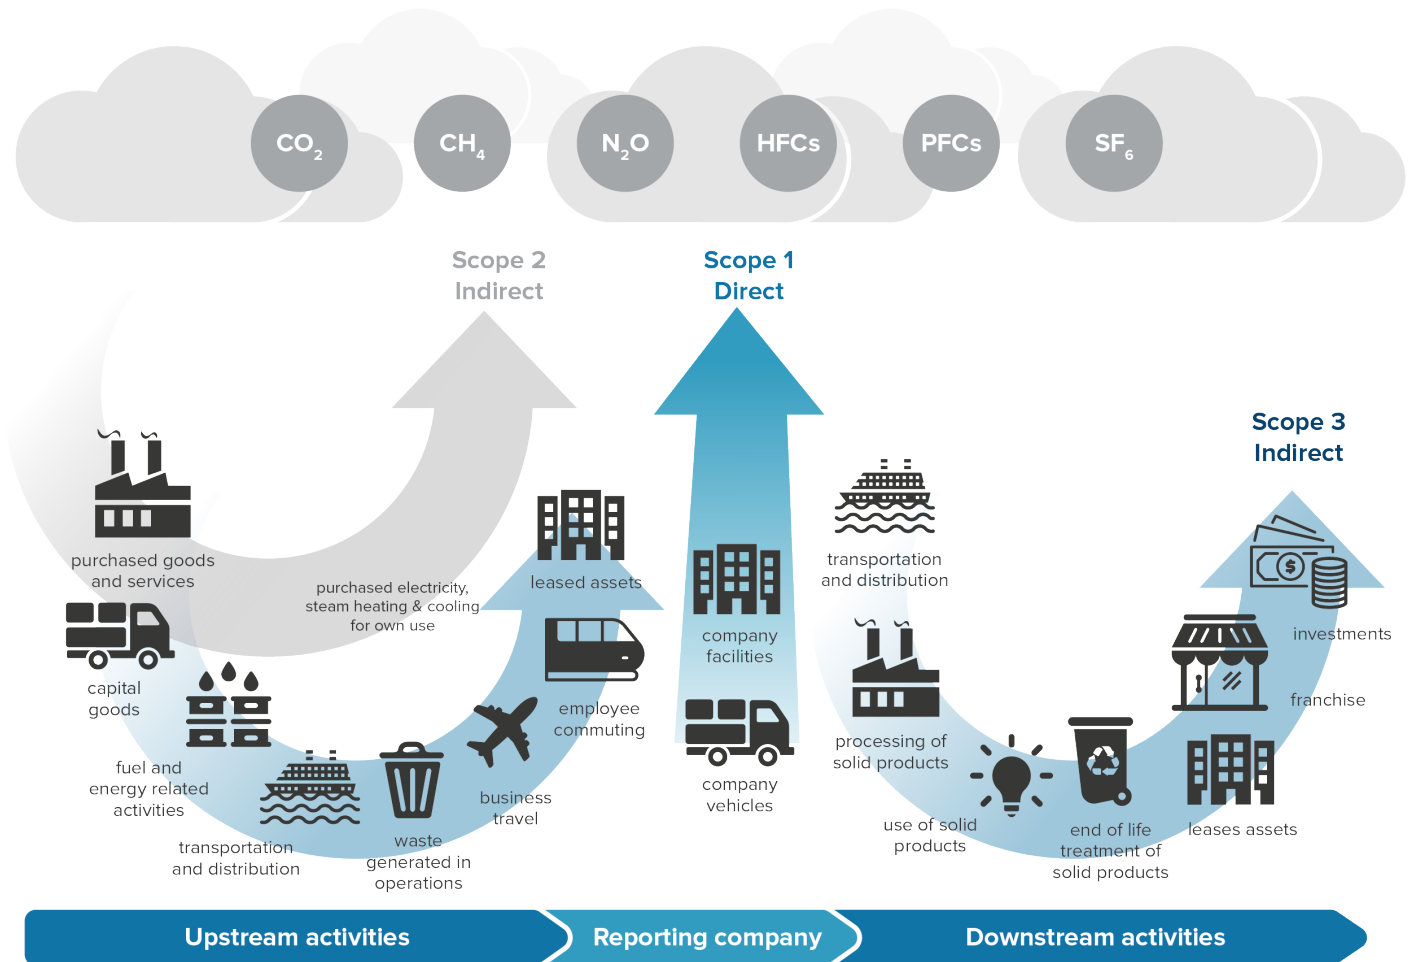 CO₂
CH₄
N₂O
HFCs
PFCs
SF₆
Scope 2
Indirect
Scope 1
Direct
Scope 3
Indirect
purchased goods
and services
capital
goods
fuel and
energy related
activities
transportation
and distribution
waste
generated in
operations
business
travel
employee
commuting
leased assets
purchased electricity,
steam heating & cooling
for own use
company
facilities
company
vehicles
transportation
and distribution
processing of
solid products
use of solid
products
end of life
treatment of
solid products
leases assets
franchise
investments
$
Upstream activities
Reporting company
Downstream activities